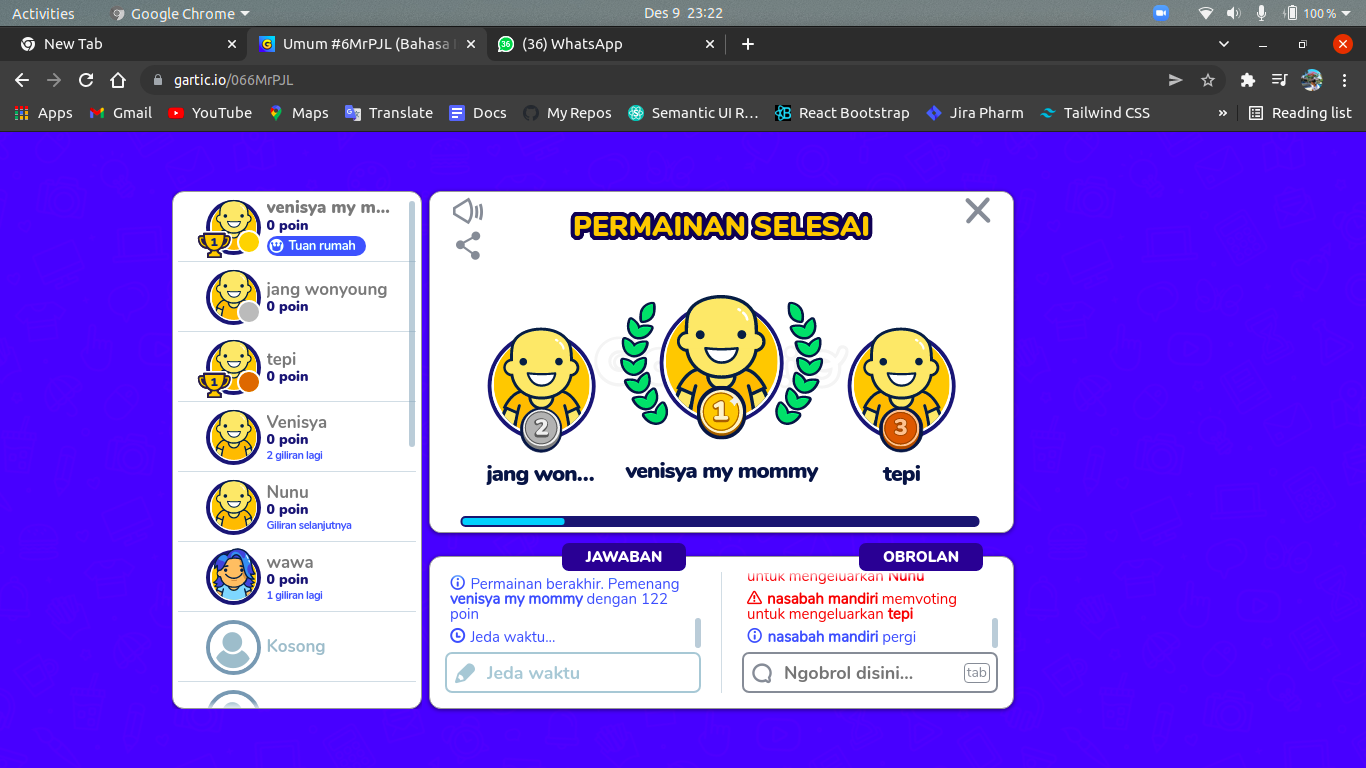 Activities
Google Chrome
Des 9 23:22
100 %
New Tab
Umum #6MrPJL (Bahasa
(36) WhatsApp
gartic.io/066MrPJL
Apps
Gmail
YouTube
Maps
Translate
Docs
My Repos
Semantic UI R...
React Bootstrap
Jira Pharm
Tailwind CSS
»
Reading list
venisya my m...
0 poin
Tuan rumah
1
jang wonyoung
0 poin
tepi
0 poin
1
Venisya
0 poin
2 giliran lagi
Nunu
0 poin
Giliran selanjutnya
wawa
0 poin
1 giliran lagi
Kosong
PERMAINAN SELESAI
2
1
3
jang won...
venisya my mommy
tepi
JAWABAN
Permainan berakhir. Pemenang
venisya my mommy dengan 122
poin
Jeda waktu...
Jeda waktu
OBROLAN
untuk mengeluarkan Nunu
nasabah mandiri memvoting
untuk mengeluarkan tepi
nasabah mandiri pergi
Ngobrol disini...
tab